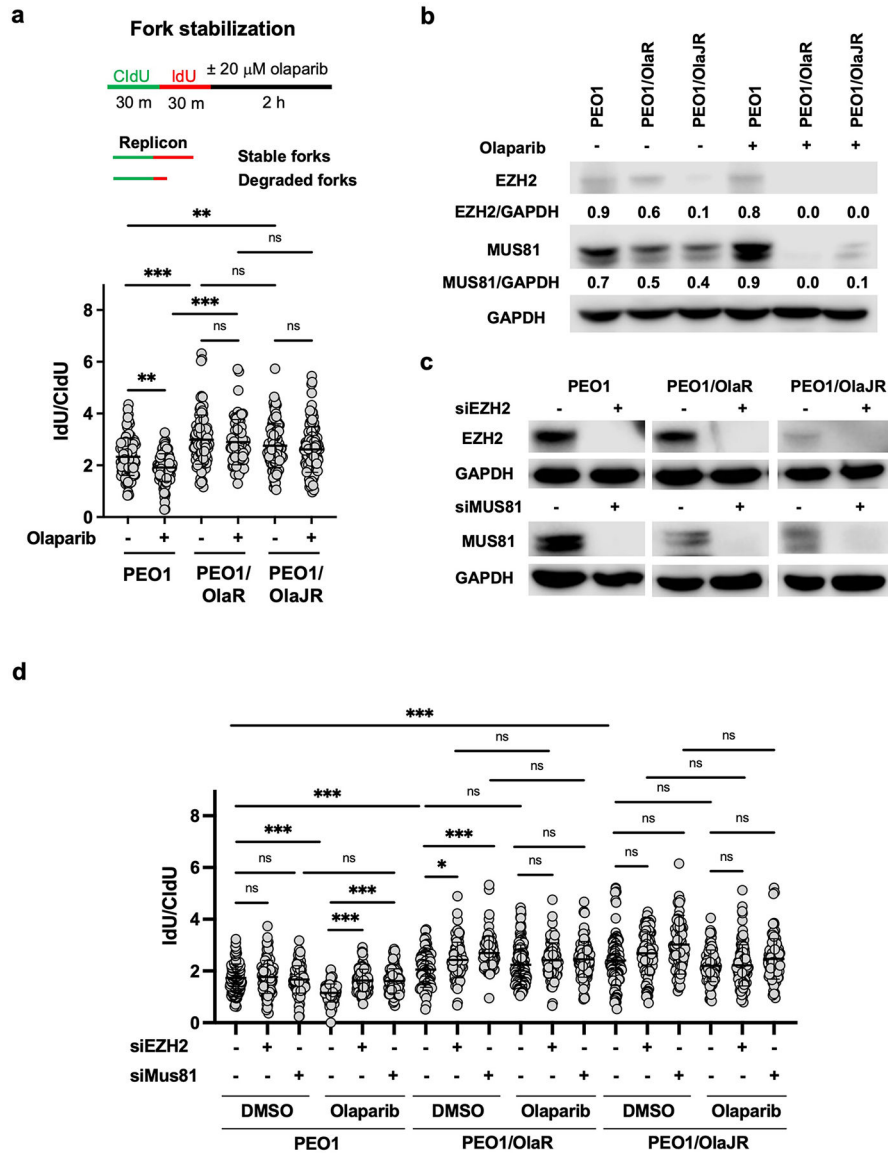 a
Fork stabilization
CldU IdU ± 20 μM olaparib
30 m 30 m 2 h
Replicon
Stable forks
Degraded forks
** ns
*** ns
*** ns ns
**
IdU/CldU
8
6
4
2
0
Olaparib - + - + - +
PEO1 PEO1/OlaR PEO1/OlaJR
b
PEO1 PEO1/OlaR PEO1/OlaJR PEO1 PEO1/OlaR PEO1/OlaJR
Olaparib - - - + + +
EZH2
EZH2/GAPDH 0.9 0.6 0.1 0.8 0.0 0.0
MUS81
MUS81/GAPDH 0.7 0.5 0.4 0.9 0.0 0.1
GAPDH
c
PEO1 PEO1/OlaR PEO1/OlaJR
siEZH2 - + - + - +
EZH2
GAPDH
siMUS81 - + - + - +
MUS81
GAPDH
d
***
ns ns
ns ns
*** ns ns
*** *** ns ns ns
ns ns * ns ns ns
ns *** 
***
IdU/CldU
8
6
4
2
0
siEZH2 - + - - + - - + - - + - - + - - + -
siMus81 - - + - - + - - + - - + - - + - - +
DMSO Olaparib DMSO Olaparib DMSO Olaparib
PEO1 PEO1/OlaR PEO1/OlaJR